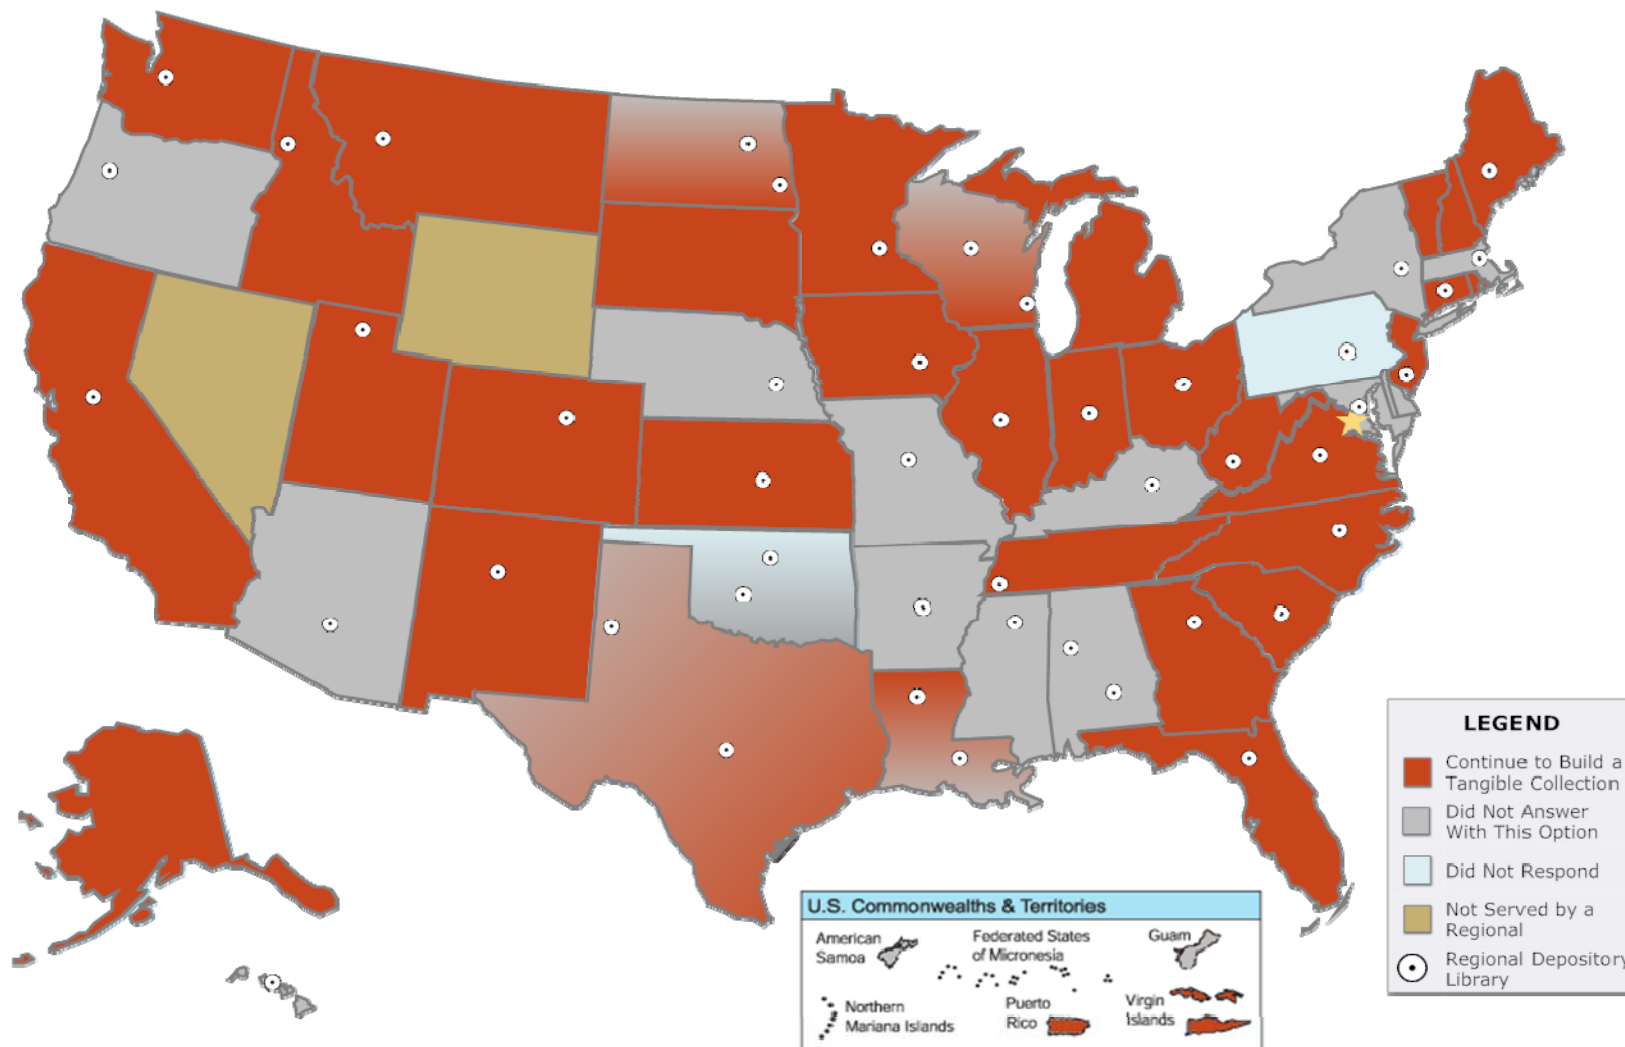 LEGEND
Continue to Build a
Tangible Collection
Did Not Answer
With This Option
Did Not Respond
Not Served by a
Regional
Regional Depository
Library
U.S. Commonwealths & Territories
American
Samoa
Federated States
of Micronesia
Guam
Northern
Mariana Islands
Puerto
Rico
Virgin
Islands